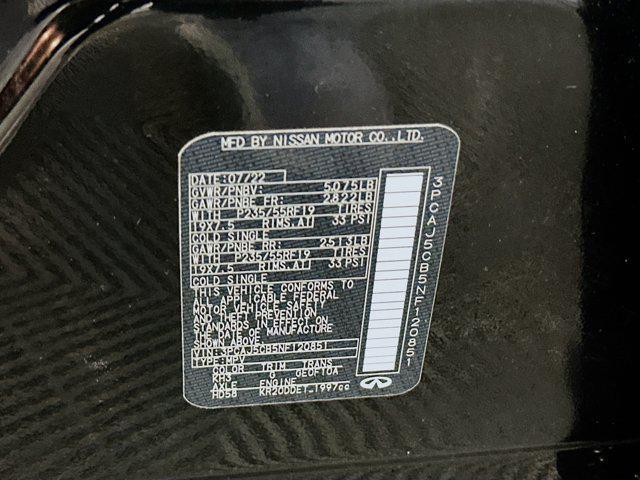 MFD BY NISSAN MOTOR CO.,LTD.
DATE: 07/22
GVWR/PNBV: 5075LB
GAWR/PNBE FR: 2822LB
WITH P235/55RF19 TIRES
19X7.5 RIMS AT 33 PSI
COLD SINGLE
GAWR/PNBE RR: 2513LB
WITH P235/55RF19 TIRES
19X7.5 RIMS AT 33 PSI
COLD SINGLE
THIS VEHICLE CONFORMS TO
ALL APPLICABLE FEDERAL
MOTOR VEHICLE SAFETY
AND THEFT PREVENTION
STANDARDS IN EFFECT ON
THE DATE OF MANUFACTURE
SHOWN ABOVE.
VIN: 3PCAJ5CB5NF120851
TYPE: MPV
COLOR TRIM TRANS
KH3 G GE0F10A
AXLE ENGINE
HD58 KR20DDET 1997cc
3PCAJ5CB5NF120851